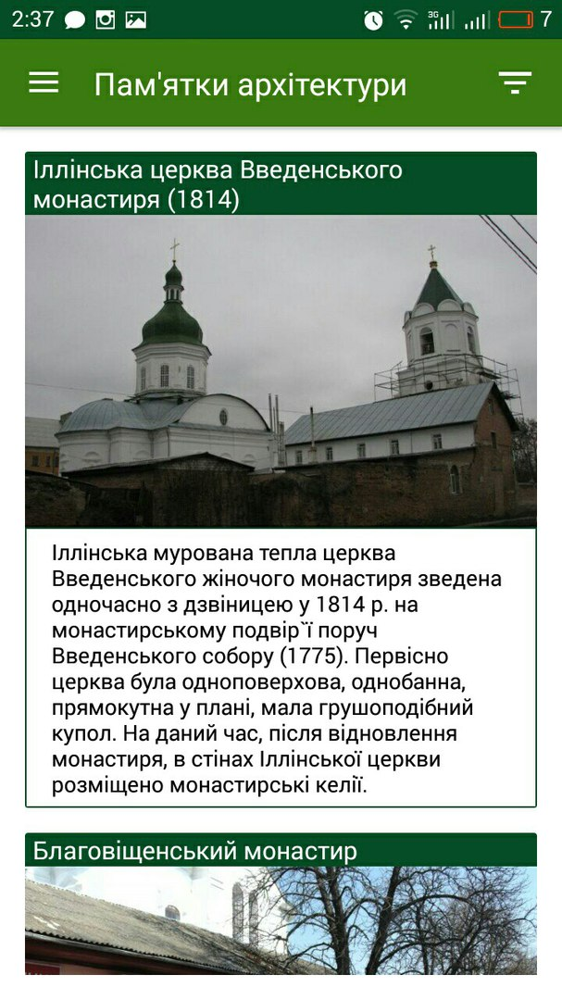 2:37
3G
7
Пам'ятки архітектури
Іллінська церква Введенського
монастиря (1814)
Іллінська мурована тепла церква
Введенського жіночого монастиря зведена
одночасно з дзвіницею у 1814 р. на
монастирському подвір`ї поруч
Введенського собору (1775). Первісно
церква була одноповерхова, однобанна,
прямокутна у плані, мала грушоподібний
купол. На даний час, після відновлення
монастиря, в стінах Іллінської церкви
розміщено монастирські келії.
Благовіщенський монастир